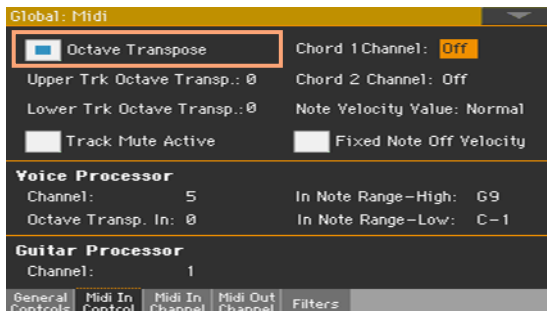 Global: Midi
Octave Transpose
Chord 1 Channel: Off
Upper Trk Octave Transp.: 0
Chord 2 Channel: Off
Lower Trk Octave Transp.: 0
Note Velocity Value: Normal
Track Mute Active
Fixed Note Off Velocity
Voice Processor
Channel: 5
In Note Range-High: G9
Octave Transp. In: 0
In Note Range-Low: C-1
Guitar Processor
Channel: 1
General Controls
Midi In Control
Midi In Channel
Midi Out Channel
Filters